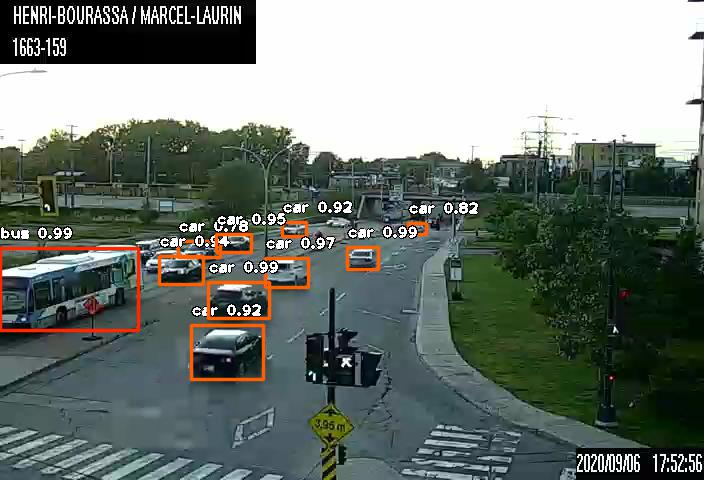 HENRI-BOURASSA / MARCEL-LAURIN
1663-159
car 0.92
car 0.82
car 0.95
car 0.78
bus 0.99
car 0.99
car 0.94
car 0.97
car 0.99
car 0.92
3,95 m
2020/09/06 17:52:56